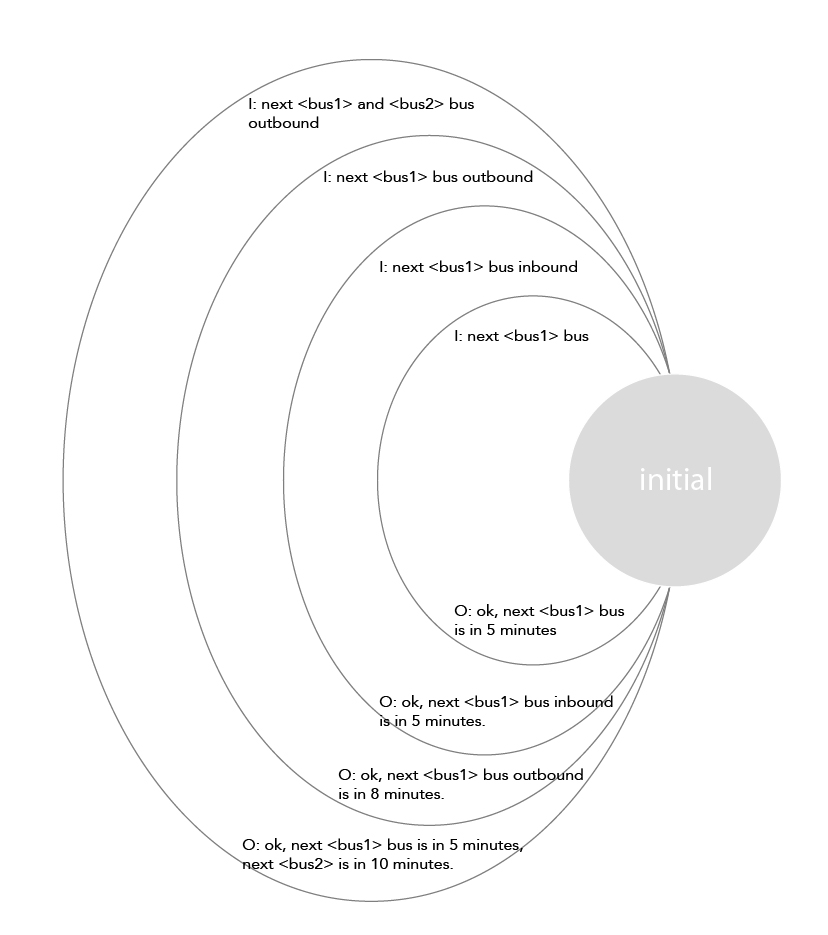 I: next <bus1> and <bus2> bus
outbound
I: next <bus1> bus outbound
I: next <bus1> bus inbound
I: next <bus1> bus
initial
O: ok, next <bus1> bus
is in 5 minutes
O: ok, next <bus1> bus inbound
is in 5 minutes.
O: ok, next <bus1> bus outbound
is in 8 minutes.
O: ok, next <bus1> bus is in 5 minutes,
next <bus2> is in 10 minutes.